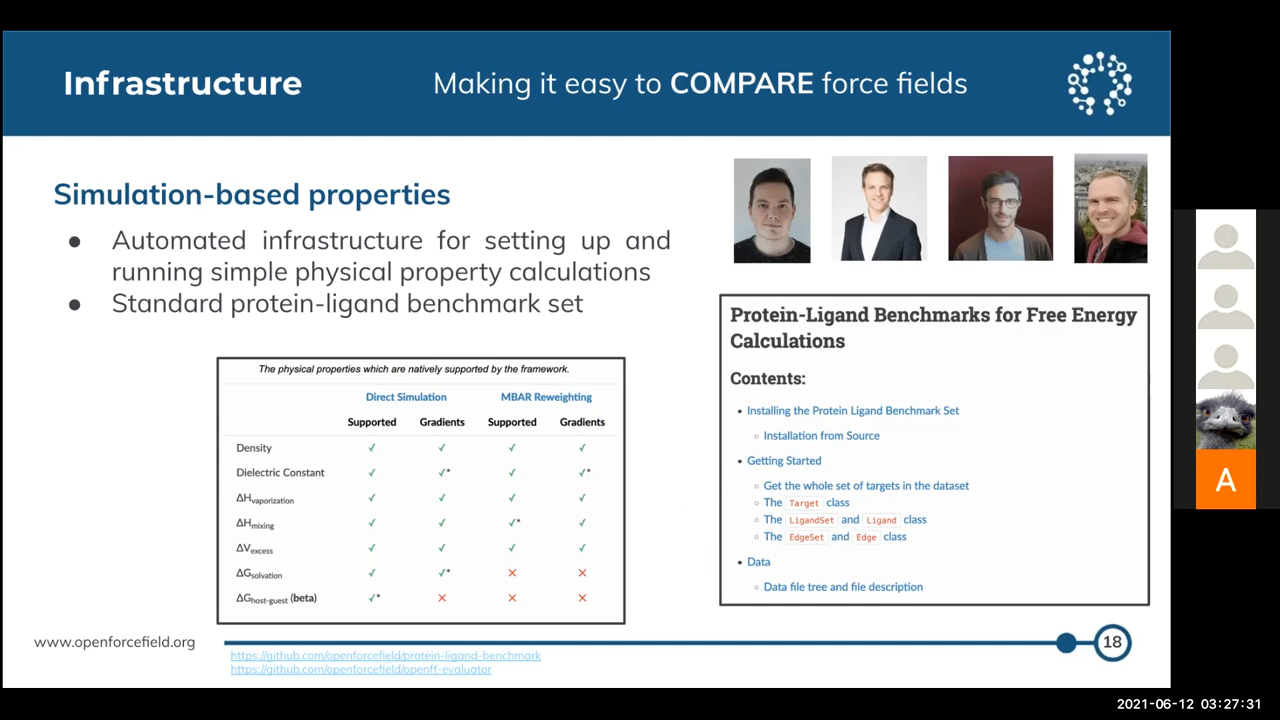 Infrastructure
Making it easy to COMPARE force fields
Simulation-based properties
● Automated infrastructure for setting up and
running simple physical property calculations
● Standard protein-ligand benchmark set
The physical properties which are natively supported by the framework.
Direct Simulation MBAR Reweighting
Supported Gradients Supported Gradients
Density ✓ ✓ ✓ ✓
Dielectric Constant ✓ ✓* ✓ ✓*
ΔHvaporization ✓ ✓ ✓ ✓
ΔHmixing ✓ ✓ ✓* ✓
ΔVexcess ✓ ✓ ✓ ✓
ΔGsolvation ✓ ✓* ✕ ✕
ΔGhost-guest (beta) ✓* ✕ ✕ ✕
Protein-Ligand Benchmarks for Free Energy
Calculations
Contents:
• Installing the Protein Ligand Benchmark Set
◦ Installation from Source
• Getting Started
◦ Get the whole set of targets in the dataset
◦ The Target class
◦ The LigandSet and Ligand class
◦ The EdgeSet and Edge class
• Data
◦ Data file tree and file description
A
www.openforcefield.org
18
https://github.com/openforcefield/protein-ligand-benchmark
https://github.com/openforcefield/openff-evaluator
2021-06-12 03:27:31